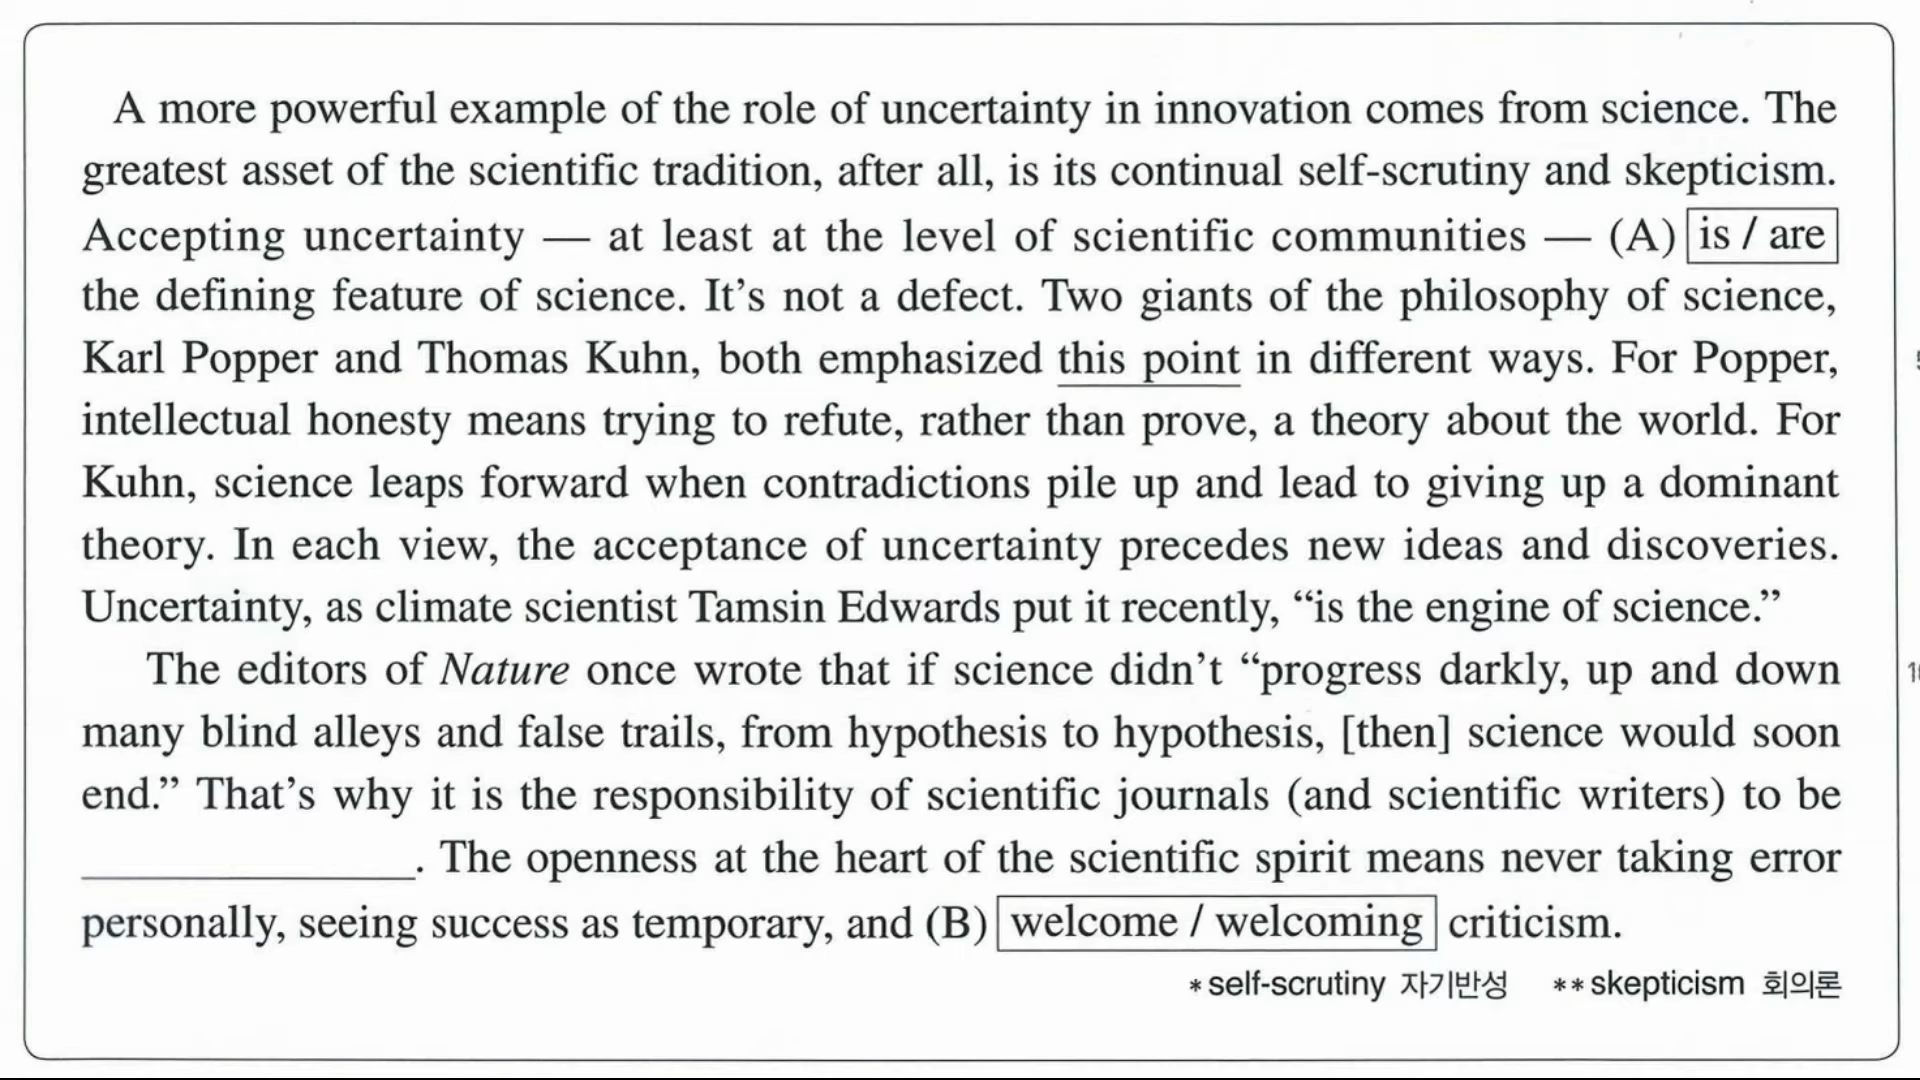 A more powerful example of the role of uncertainty in innovation comes from science. The
greatest asset of the scientific tradition, after all, is its continual self-scrutiny and skepticism.
Accepting uncertainty — at least at the level of scientific communities — (A) is / are
the defining feature of science. It's not a defect. Two giants of the philosophy of science,
Karl Popper and Thomas Kuhn, both emphasized this point in different ways. For Popper,
intellectual honesty means trying to refute, rather than prove, a theory about the world. For
Kuhn, science leaps forward when contradictions pile up and lead to giving up a dominant
theory. In each view, the acceptance of uncertainty precedes new ideas and discoveries.
Uncertainty, as climate scientist Tamsin Edwards put it recently, “is the engine of science.”
The editors of Nature once wrote that if science didn't “progress darkly, up and down
many blind alleys and false trails, from hypothesis to hypothesis, [then] science would soon
end.” That's why it is the responsibility of scientific journals (and scientific writers) to be
____________. The openness at the heart of the scientific spirit means never taking error
personally, seeing success as temporary, and (B) welcome / welcoming criticism.
* self-scrutiny 자기반성 ** skepticism 회의론